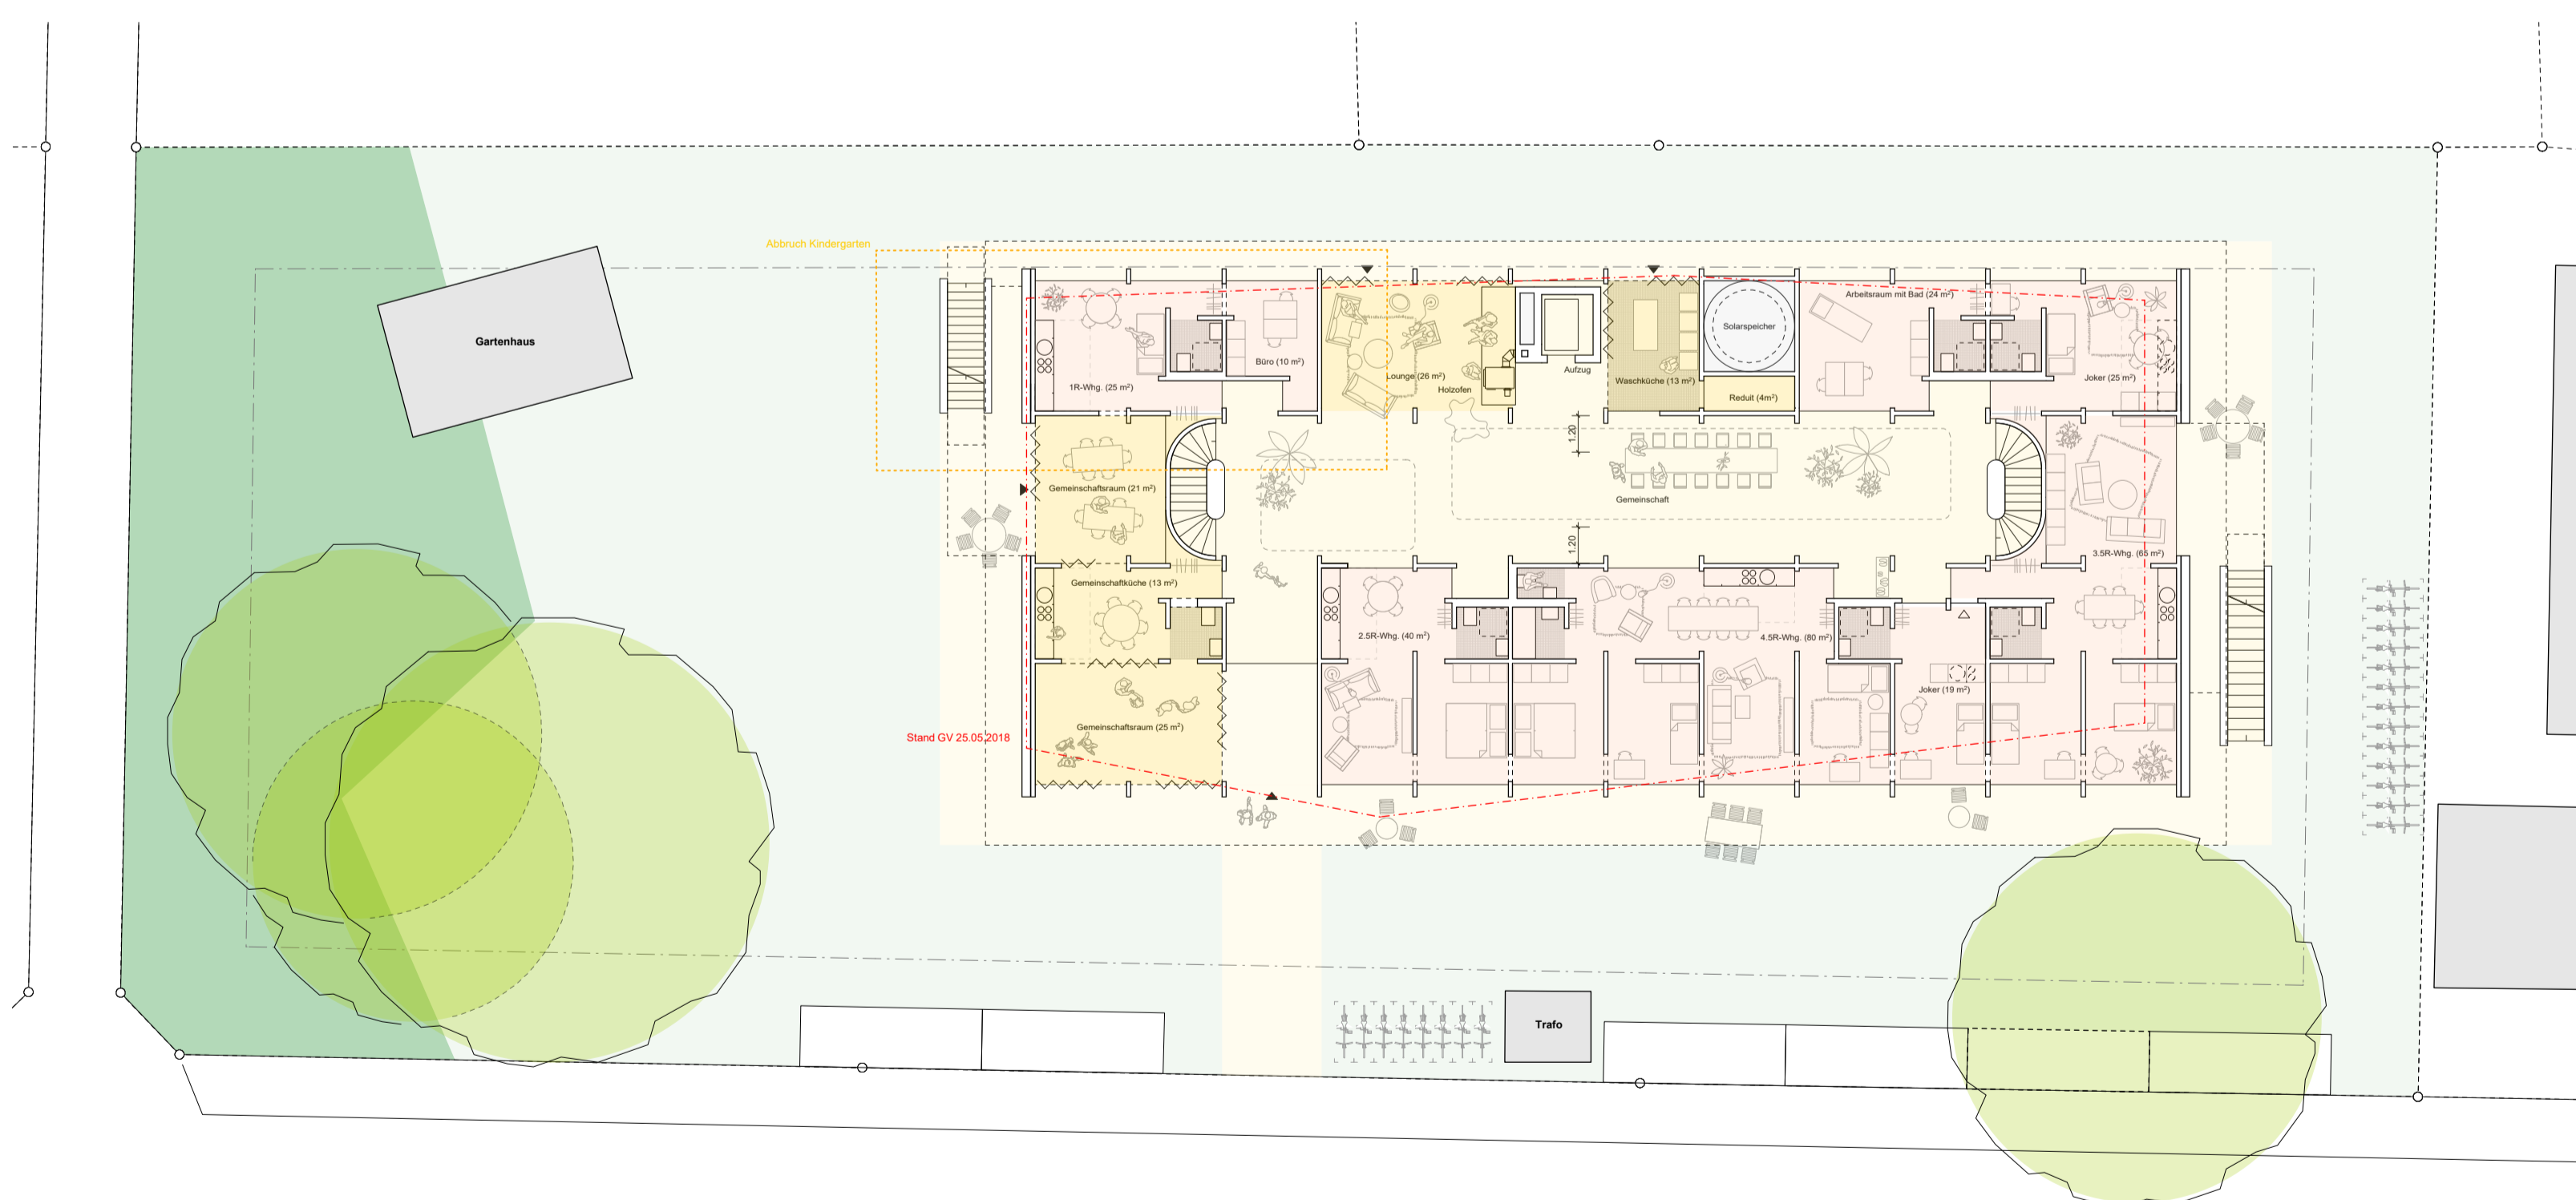 Abbruch Kindergarten
Gartenhaus
Arbeitsraum mit Bad (24 m²)
Solarspeicher
Büro (10 m²)
Aufzug
Lounge (26 m²)
Joker (25 m²)
Waschküche (13 m²)
1R-Whg. (25 m²)
Holzofen
Reduit (4m²)
1.20
Gemeinschaftsraum (21 m²)
Gemeinschaft
1.20
3.5R-Whg. (65 m²)
Gemeinschaftküche (13 m²)
2.5R-Whg. (40 m²)
4.5R-Whg. (80 m²)
Joker (19 m²)
Gemeinschaftsraum (25 m²)
Stand GV 25.05.2018
Trafo